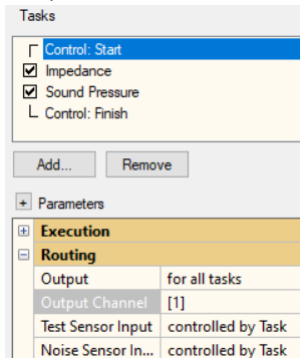 Tasks
Control: Start
Impedance
Sound Pressure
Control: Finish
Add... Remove
Parameters
Execution
Routing
Output for all tasks
Output Channel [1]
Test Sensor Input controlled by Task
Noise Sensor In... controlled by Task